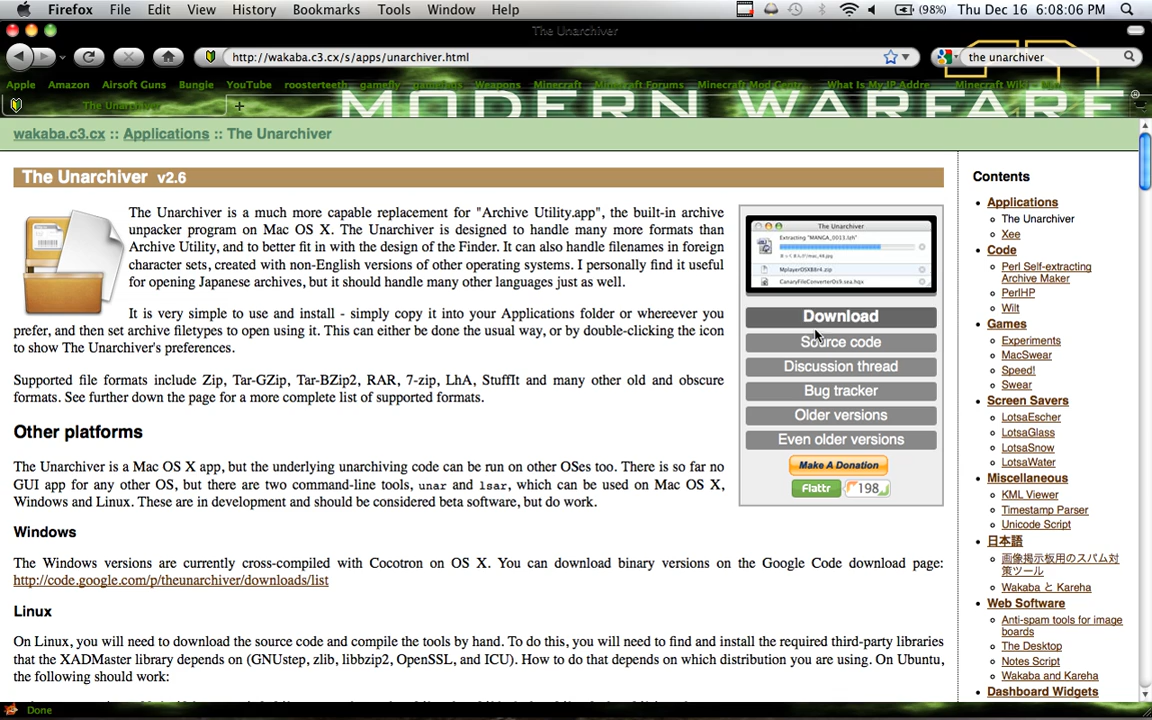 Firefox File Edit View History Bookmarks Tools Window Help (98%) Thu Dec 16 6:08:06 PM
The Unarchiver
http://wakaba.c3.cx/s/apps/unarchiver.html the unarchiver
Apple Amazon Airsoft Guns Bungie YouTube roosterteeth gamefly Weapons Minecraft Minecraft Forums Minecraft Mod What Is My IP Addre Minecraft Wiki
The Unarchiver
MODERN WARFARE
wakaba.c3.cx :: Applications :: The Unarchiver
The Unarchiver v2.6
The Unarchiver is a much more capable replacement for "Archive Utility.app", the built-in archive
unpacker program on Mac OS X. The Unarchiver is designed to handle many more formats than
Archive Utility, and to better fit in with the design of the Finder. It can also handle filenames in foreign
character sets, created with non-English versions of other operating systems. I personally find it useful
for opening Japanese archives, but it should handle many other languages just as well.
It is very simple to use and install - simply copy it into your Applications folder or whereever you
prefer, and then set archive filetypes to open using it. This can either be done the usual way, or by double-clicking the icon
to show The Unarchiver's preferences.
Supported file formats include Zip, Tar-GZip, Tar-BZip2, RAR, 7-zip, LhA, StuffIt and many other old and obscure
formats. See further down the page for a more complete list of supported formats.
Other platforms
The Unarchiver is a Mac OS X app, but the underlying unarchiving code can be run on other OSes too. There is so far no
GUI app for any other OS, but there are two command-line tools, unar and lsar, which can be used on Mac OS X,
Windows and Linux. These are in development and should be considered beta software, but do work.
Windows
The Windows versions are currently cross-compiled with Cocotron on OS X. You can download binary versions on the Google Code download page:
http://code.google.com/p/theunarchiver/downloads/list
Linux
On Linux, you will need to download the source code and compile the tools by hand. To do this, you will need to find and install the required third-party libraries
that the XADMaster library depends on (GNUstep, zlib, libbzip2, OpenSSL, and ICU). How to do that depends on which distribution you are using. On Ubuntu,
the following should work:
The Unarchiver
Extracting "MANGA_0013.lzh"
MplayerOSXB8r4.zip
CanaryFileConverter0v5.sea.hqx
Download
Source code
Discussion thread
Bug tracker
Older versions
Even older versions
Make A Donation
Flattr 198
Contents
Applications
The Unarchiver
Xee
Code
Perl Self-extracting
Archive Maker
PerlHP
Wilt
Games
Experiments
MacSwear
Speed!
Swear
Screen Savers
LotsaEscher
LotsaGlass
LotsaSnow
LotsaWater
Miscellaneous
KML Viewer
Timestamp Parser
Unicode Script
日本語
画像掲示板用のスパム対
策ツール
Wakaba と Kareha
Web Software
Anti-spam tools for image
boards
The Desktop
Notes Script
Wakaba and Kareha
Dashboard Widgets
Done